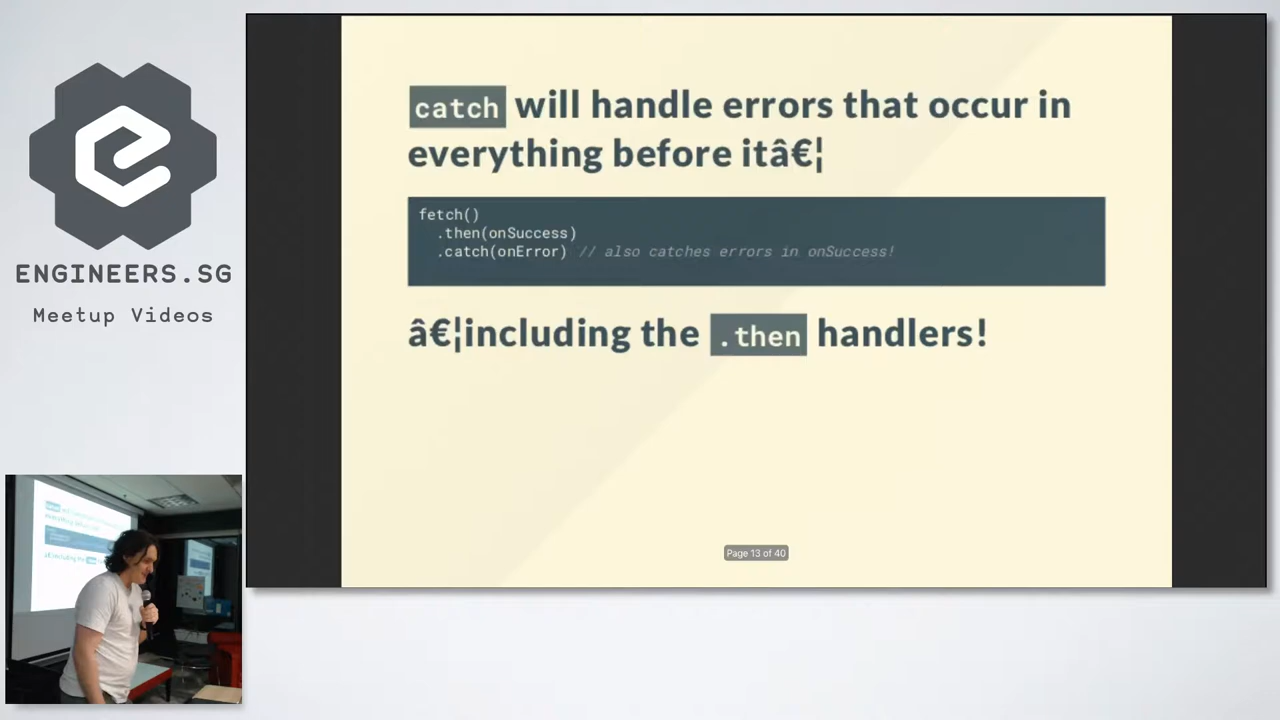 catch will handle errors that occur in
everything before itâ€¦
fetch()
.then(onSuccess)
.catch(onError) // also catches errors in onSuccess!
â€¦including the .then handlers!
Page 13 of 40
ENGINEERS.SG
Meetup Videos